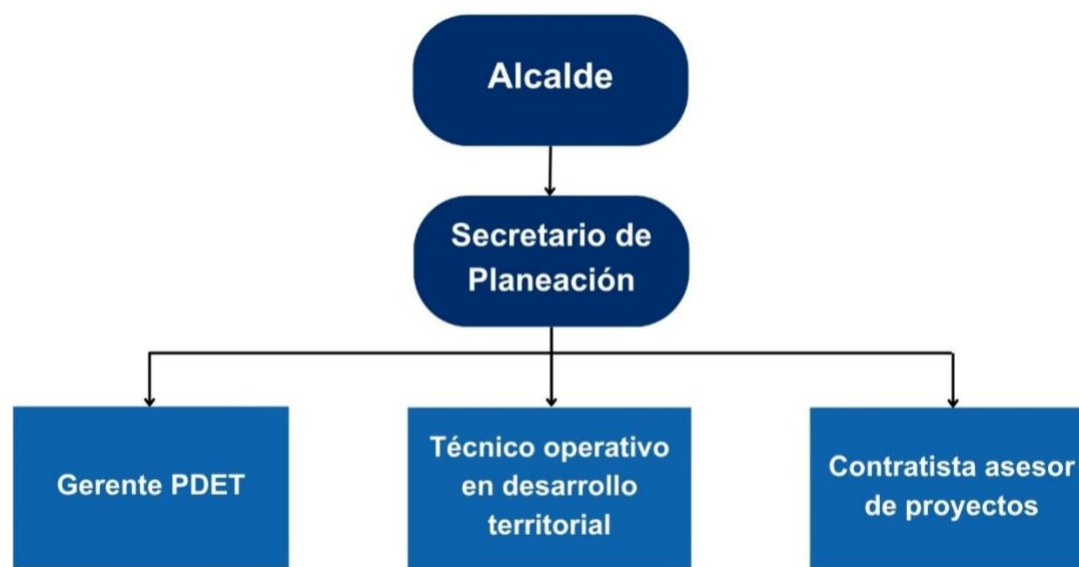 Alcalde
Secretario de
Planeación
Gerente PDET
Técnico operativo
en desarrollo
territorial
Contratista asesor
de proyectos